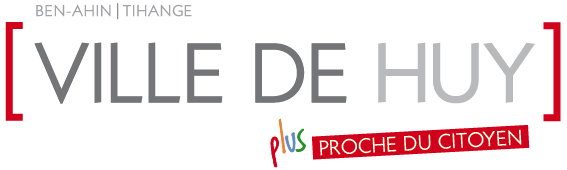 BEN-AHIN | TIHANGE
[VILLE DE HUY]
plus PROCHE DU CITOYEN